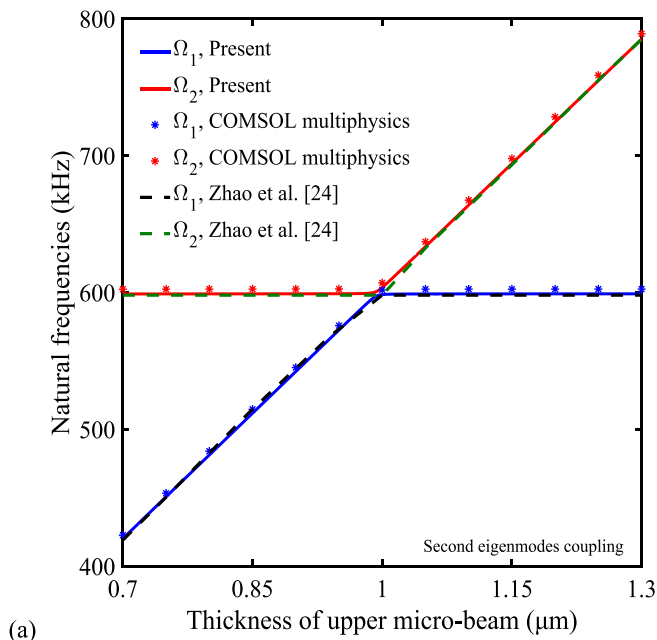 800
Ω1, Present
Ω2, Present
Ω1, COMSOL multiphysics
Ω2, COMSOL multiphysics
Ω1, Zhao et al. [24]
Ω2, Zhao et al. [24]
700
600
500
400
Natural frequencies (kHz)
Second eigenmodes coupling
0.7 0.85 1 1.15 1.3
Thickness of upper micro-beam (μm)
(a)